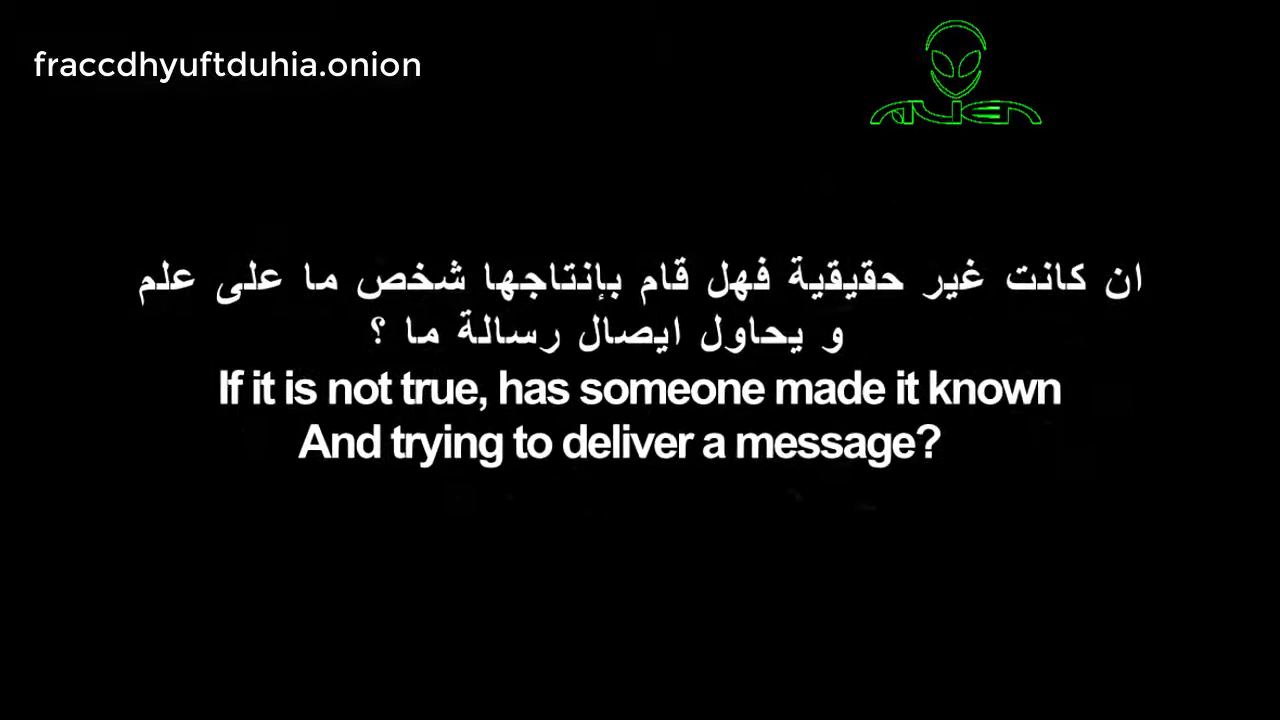 fraccdhyuftduhia.onion
ALIEN
ان كانت غير حقيقية فهل قام بإنتاجها شخص ما على علم
و يحاول ايصال رسالة ما ؟
If it is not true, has someone made it known
And trying to deliver a message?